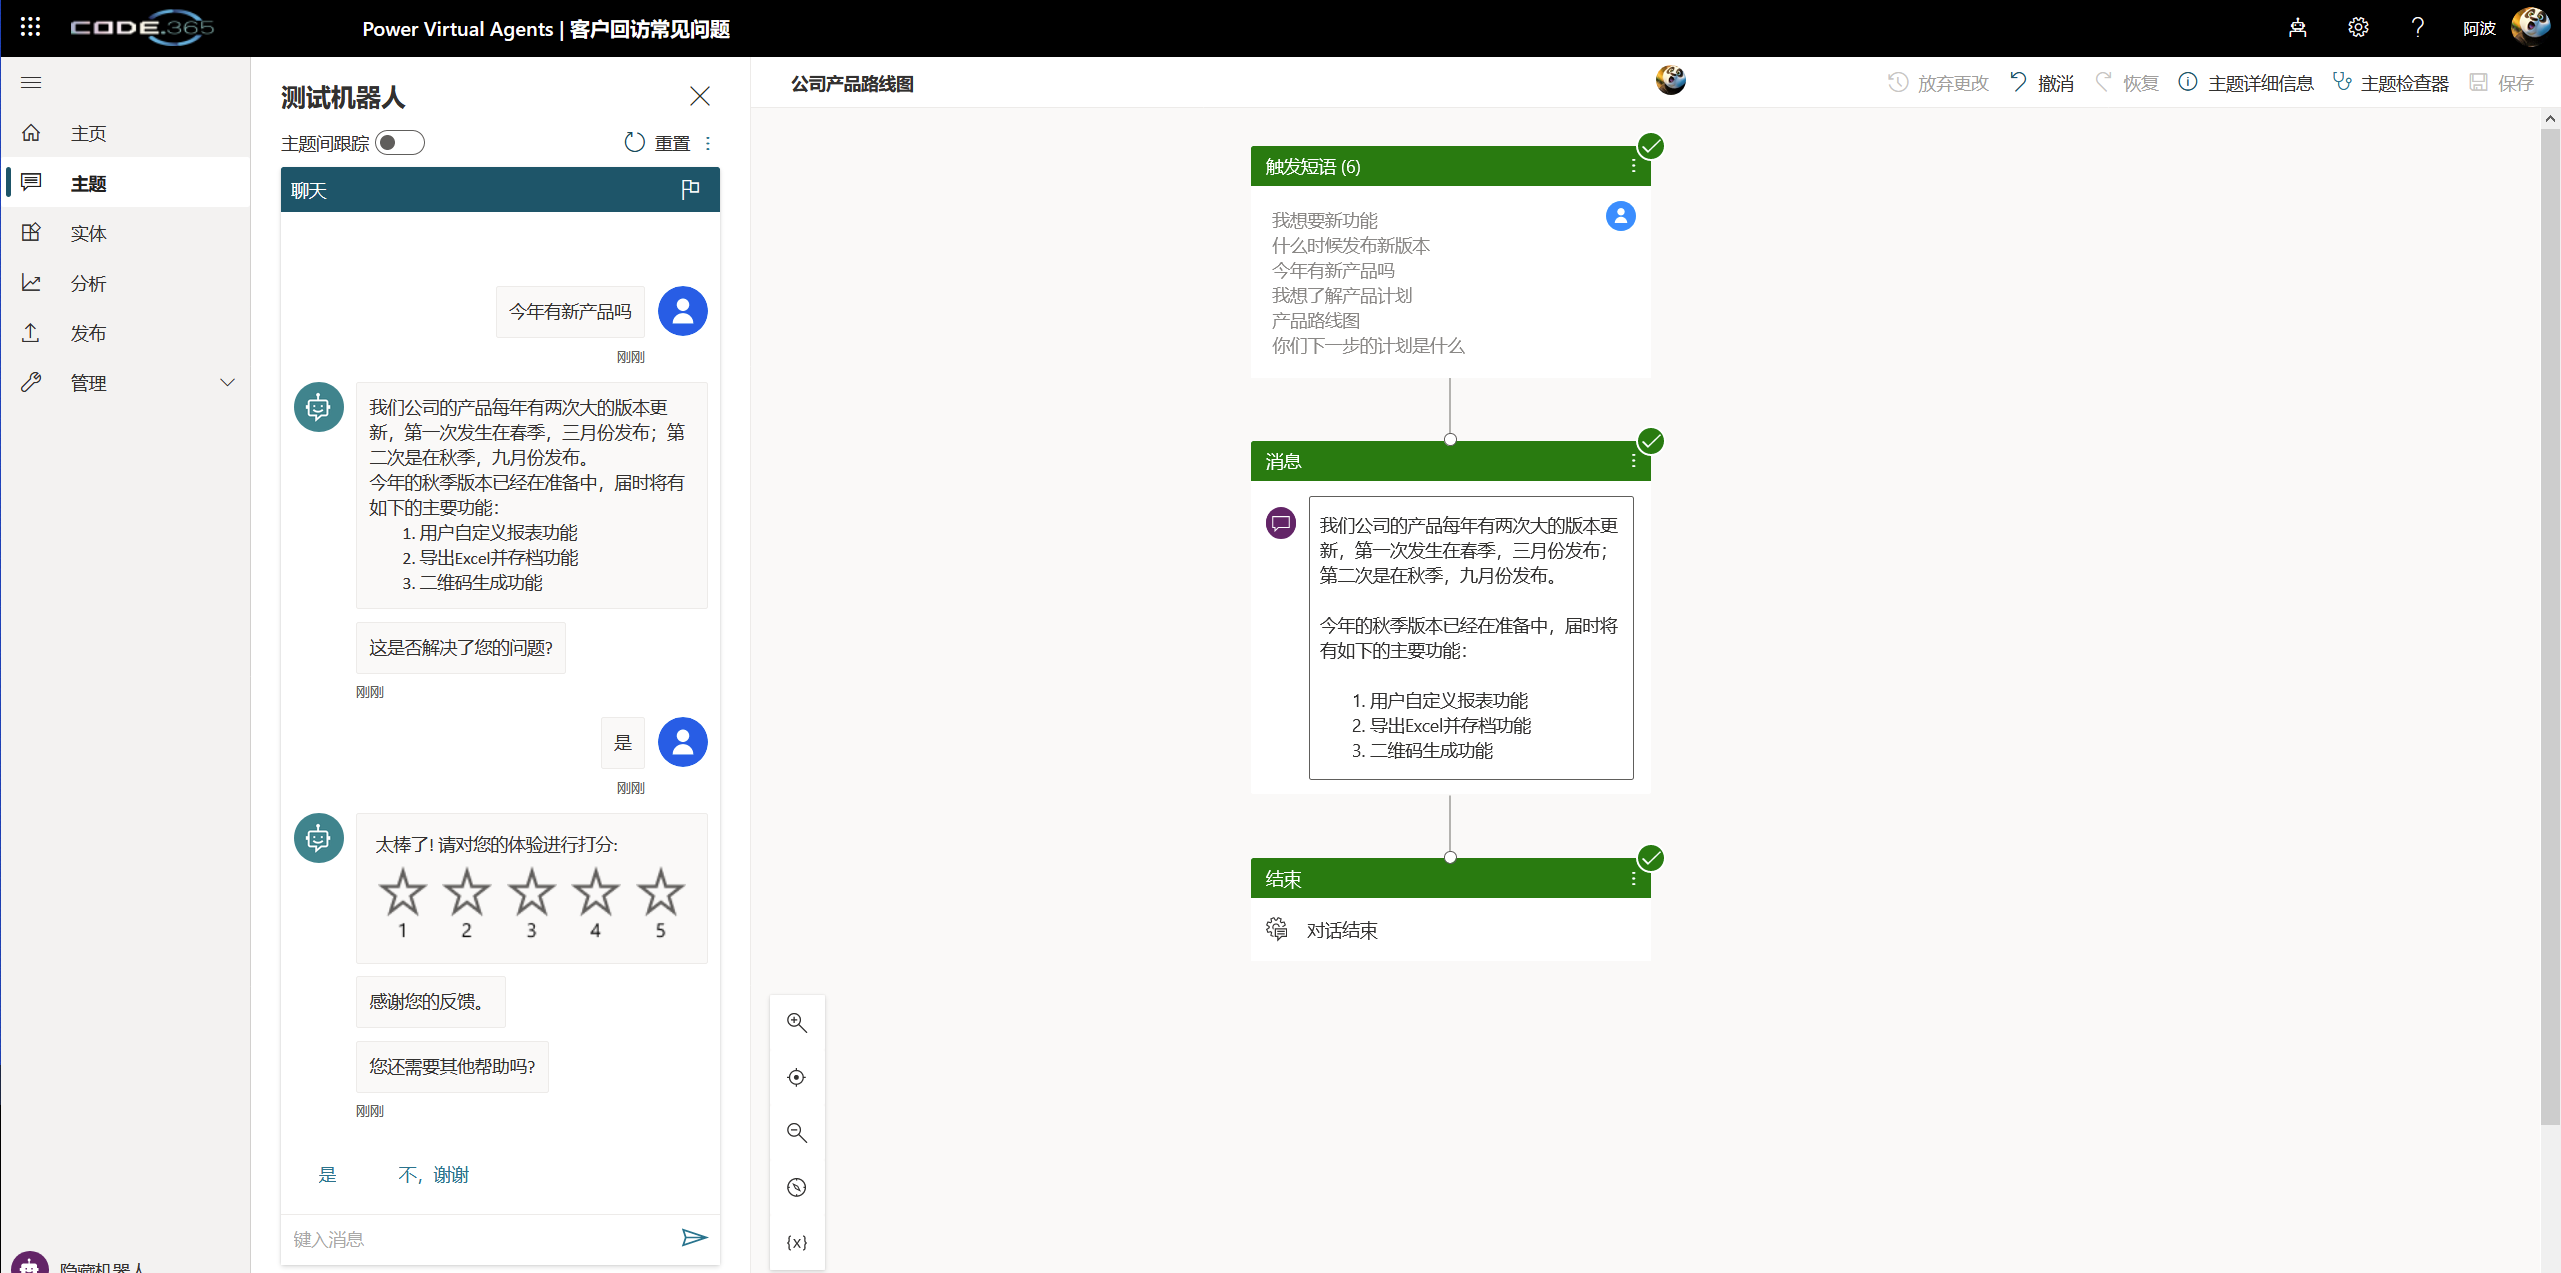 CODE.365
Power Virtual Agents | 客户回访常见问题
阿波
主页
主题
实体
分析
发布
管理
隐藏机器人
测试机器人
主题间跟踪
重置
聊天
今年有新产品吗
刚刚
我们公司的产品每年有两次大的版本更
新，第一次发生在春季，三月份发布；第
二次是在秋季，九月份发布。
今年的秋季版本已经在准备中，届时将有
如下的主要功能：
1. 用户自定义报表功能
2. 导出Excel并存档功能
3. 二维码生成功能
这是否解决了您的问题?
刚刚
是
刚刚
太棒了! 请对您的体验进行打分:
1 2 3 4 5
感谢您的反馈。
您还需要其他帮助吗?
刚刚
是 不，谢谢
键入消息
公司产品路线图
放弃更改 撤消 恢复 主题详细信息 主题检查器 保存
触发短语 (6)
我想要新功能
什么时候发布新版本
今年有新产品吗
我想了解产品计划
产品路线图
你们下一步的计划是什么
消息
我们公司的产品每年有两次大的版本更
新，第一次发生在春季，三月份发布；
第二次是在秋季，九月份发布。
今年的秋季版本已经在准备中，届时将
有如下的主要功能：
1. 用户自定义报表功能
2. 导出Excel并存档功能
3. 二维码生成功能
结束
对话结束
{x}